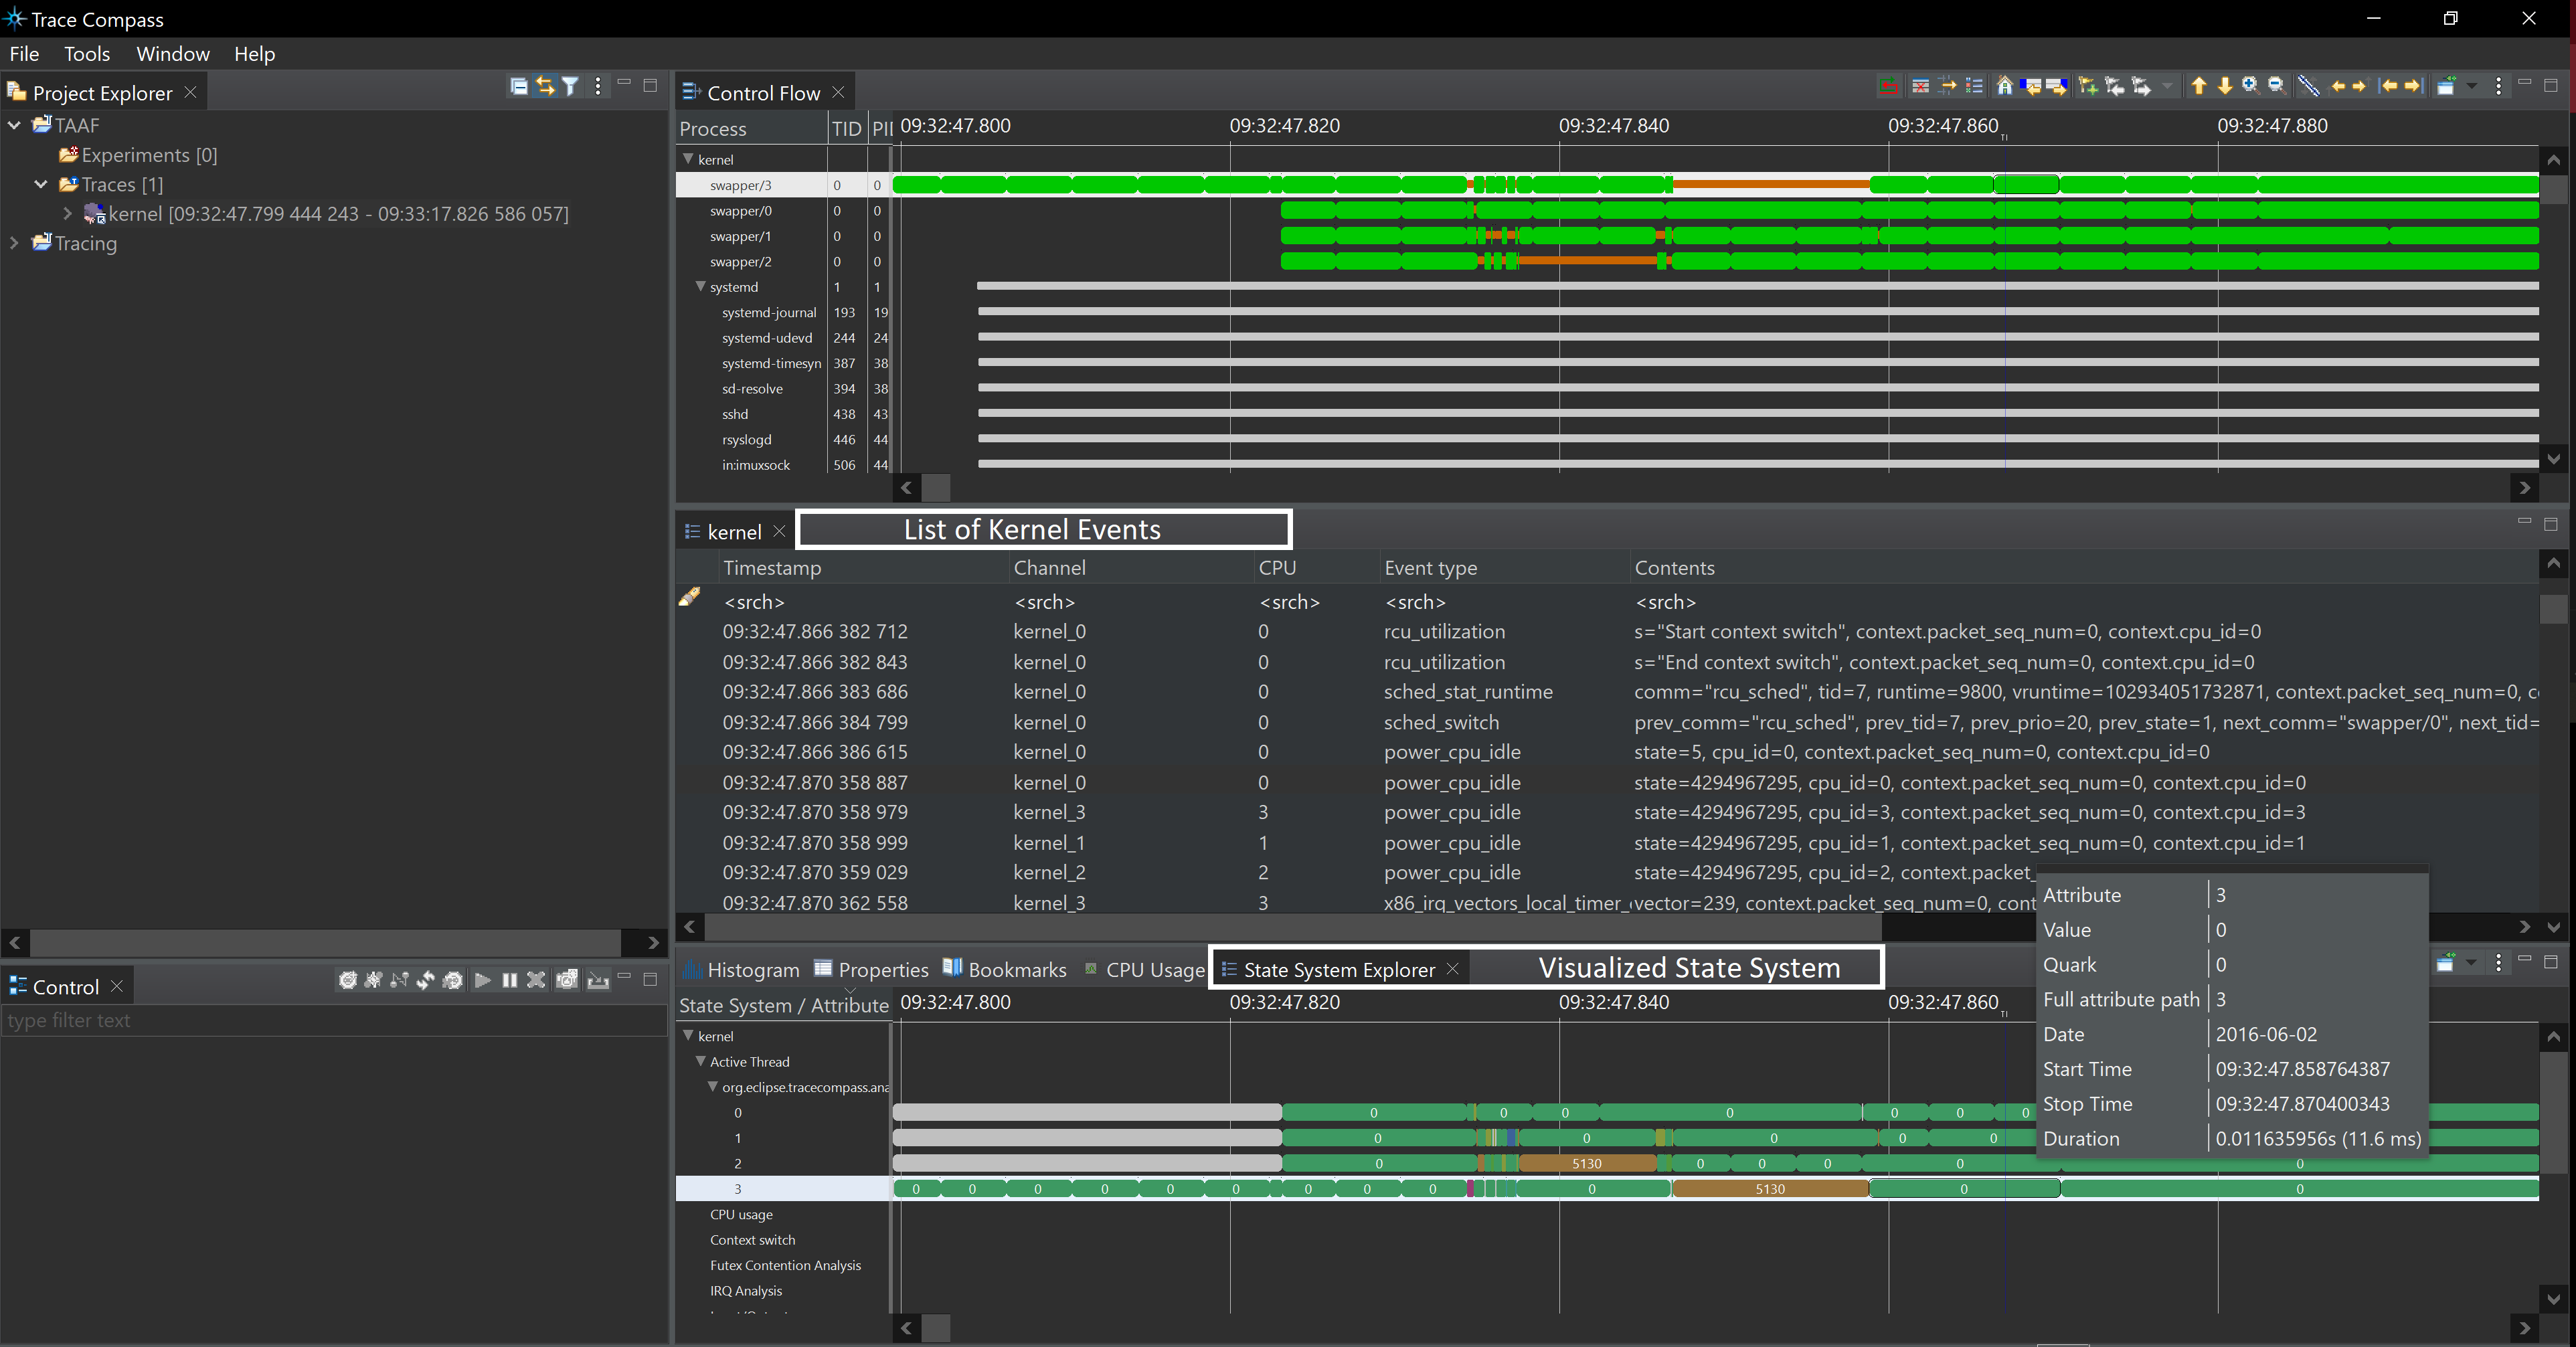 Trace Compass
File Tools Window Help
Project Explorer
TAAF
Experiments [0]
Traces [1]
kernel [09:32:47.799 444 243 - 09:33:17.826 586 057]
Tracing
Control
type filter text
Control Flow
Process TID PI 09:32:47.800 09:32:47.820 09:32:47.840 09:32:47.860 09:32:47.880
kernel
swapper/3 0 0
swapper/0 0 0
swapper/1 0 0
swapper/2 0 0
systemd 1 1
systemd-journal 193 19
systemd-udevd 244 24
systemd-timesyn 387 38
sd-resolve 394 38
sshd 438 43
rsyslogd 446 44
in:imuxsock 506 44
kernel List of Kernel Events
Timestamp Channel CPU Event type Contents
<srch> <srch> <srch> <srch> <srch>
09:32:47.866 382 712 kernel_0 0 rcu_utilization s="Start context switch", context.packet_seq_num=0, context.cpu_id=0
09:32:47.866 382 843 kernel_0 0 rcu_utilization s="End context switch", context.packet_seq_num=0, context.cpu_id=0
09:32:47.866 383 686 kernel_0 0 sched_stat_runtime comm="rcu_sched", tid=7, runtime=9800, vruntime=102934051732871, context.packet_seq_num=0, c
09:32:47.866 384 799 kernel_0 0 sched_switch prev_comm="rcu_sched", prev_tid=7, prev_prio=20, prev_state=1, next_comm="swapper/0", next_tid=
09:32:47.866 386 615 kernel_0 0 power_cpu_idle state=5, cpu_id=0, context.packet_seq_num=0, context.cpu_id=0
09:32:47.870 358 887 kernel_0 0 power_cpu_idle state=4294967295, cpu_id=0, context.packet_seq_num=0, context.cpu_id=0
09:32:47.870 358 979 kernel_3 3 power_cpu_idle state=4294967295, cpu_id=3, context.packet_seq_num=0, context.cpu_id=3
09:32:47.870 358 999 kernel_1 1 power_cpu_idle state=4294967295, cpu_id=1, context.packet_seq_num=0, context.cpu_id=1
09:32:47.870 359 029 kernel_2 2 power_cpu_idle state=4294967295, cpu_id=2, context.packet_
09:32:47.870 362 558 kernel_3 3 x86_irq_vectors_local_timer_ vector=239, context.packet_seq_num=0, cont
Histogram Properties Bookmarks CPU Usage State System Explorer Visualized State System
State System / Attribute 09:32:47.800 09:32:47.820 09:32:47.840 09:32:47.860
kernel
Active Thread
org.eclipse.tracecompass.ana
0 0 0 0 0 0 0 0
1 0 0 0 0 0
2 0 5130 0 0 0 0 0
3 0 0 0 0 0 0 0 0 0 0 5130 0 0
CPU usage
Context switch
Futex Contention Analysis
IRQ Analysis
Attribute 3
Value 0
Quark 0
Full attribute path 3
Date 2016-06-02
Start Time 09:32:47.858764387
Stop Time 09:32:47.870400343
Duration 0.011635956s (11.6 ms)